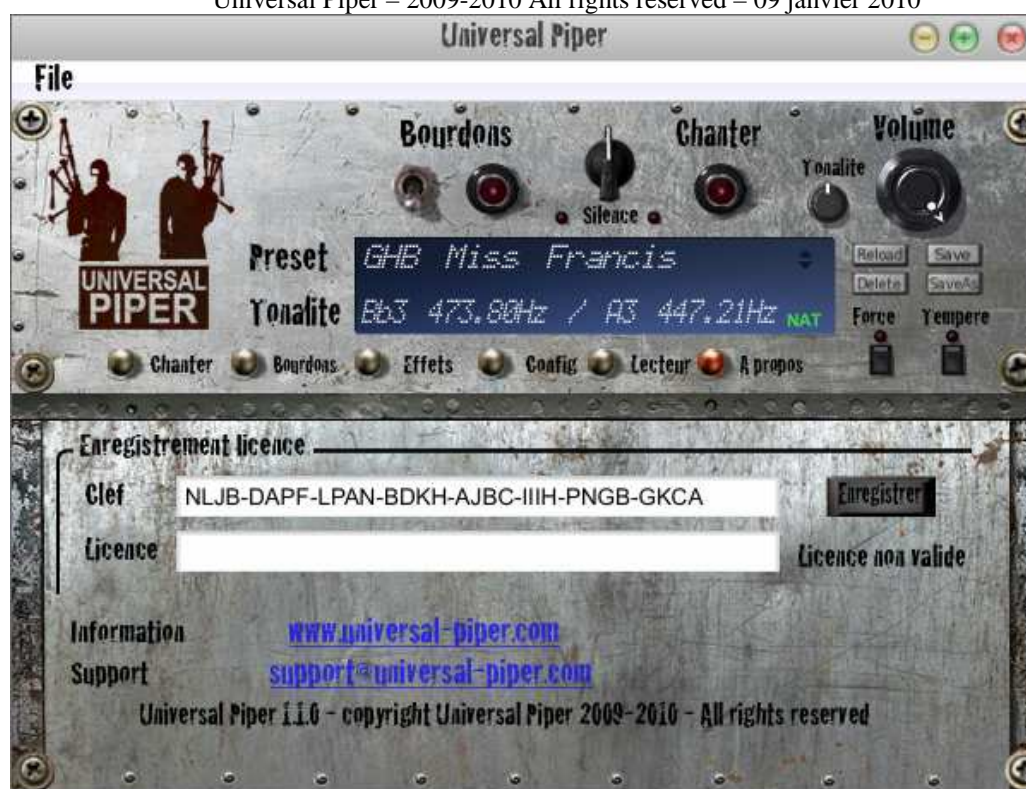 Universal Piper – 2009-2010 All rights reserved – 09 janvier 2010
Universal Piper
File
Bourdons
Chanter
Volume
Tonalite
Silence
UNIVERSAL
PIPER
Preset
GHB Miss Francis
Reload
Save
Delete
SaveAs
Tonalite
Bb3 473.80Hz / A3 447.21Hz NAT
Force
Tempere
Chanter
Bourdons
Effets
Config
Lecteur
A propos
Enregistrement licence
Clef
NLJB-DAPF-LPAN-BDKH-AJBC-IIIH-PNGB-GKCA
Enregistrer
Licence
Licence non valide
Information
www.universal-piper.com
Support
support@universal-piper.com
Universal Piper 1.1.0 - copyright Universal Piper 2009-2010 - All rights reserved